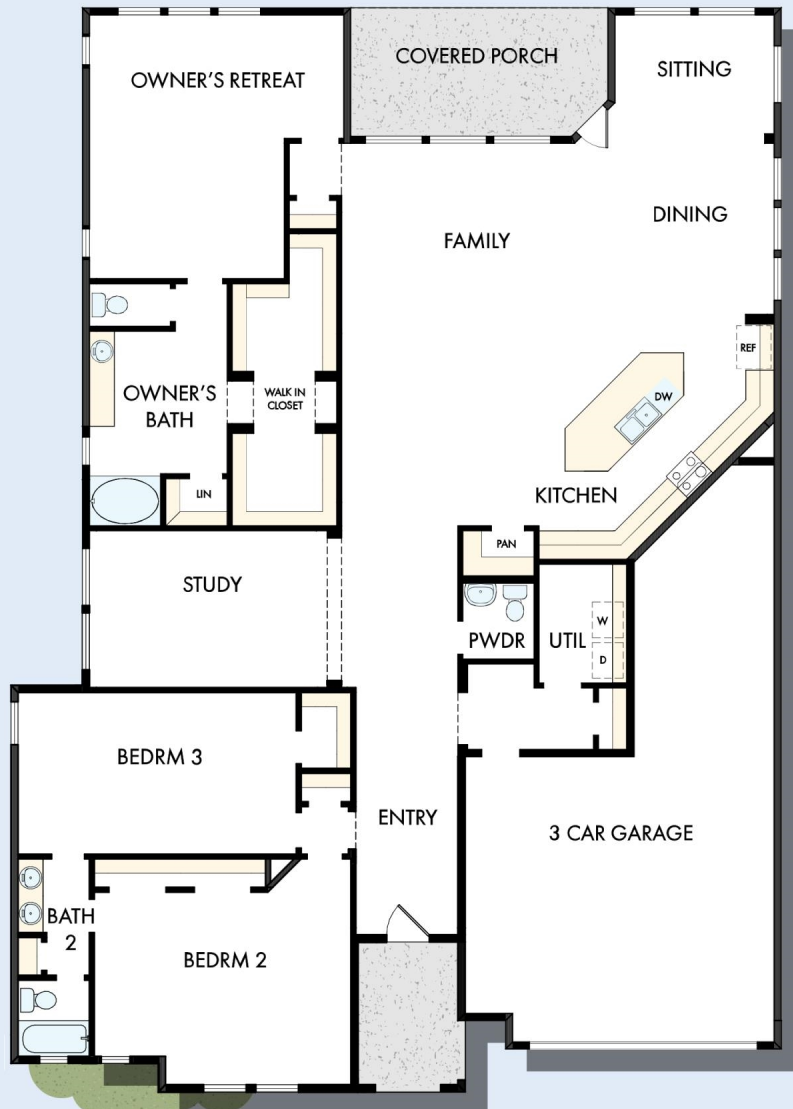 COVERED PORCH
SITTING
OWNER'S RETREAT
DINING
FAMILY
REF
OWNER'S
BATH
WALK IN
CLOSET
DW
LIN
KITCHEN
PAN
STUDY
PWDR
UTIL
W
D
BEDRM 3
ENTRY
3 CAR GARAGE
BATH
2
BEDRM 2